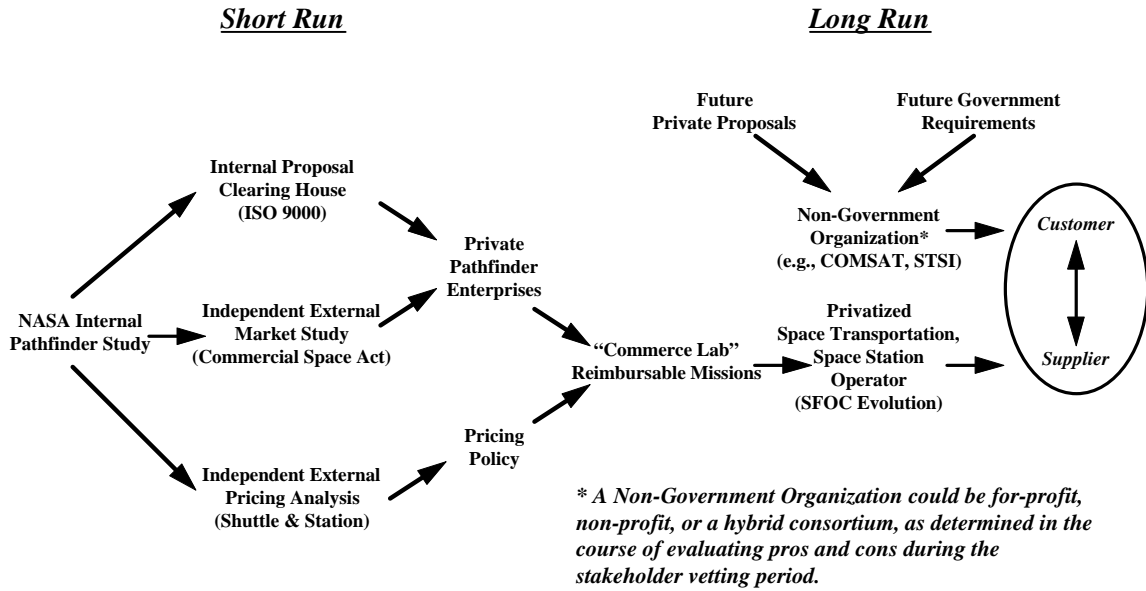 Short Run
Long Run
Future
Private Proposals
Future Government
Requirements
Internal Proposal
Clearing House
(ISO 9000)
Non-Government
Organization*
(e.g., COMSAT, STSI)
Customer
Private
Pathfinder
Enterprises
NASA Internal
Pathfinder Study
Independent External
Market Study
(Commercial Space Act)
“Commerce Lab”
Reimbursable Missions
Privatized
Space Transportation,
Space Station
Operator
(SFOC Evolution)
Supplier
Pricing
Policy
Independent External
Pricing Analysis
(Shuttle & Station)
* A Non-Government Organization could be for-profit,
non-profit, or a hybrid consortium, as determined in the
course of evaluating pros and cons during the
stakeholder vetting period.